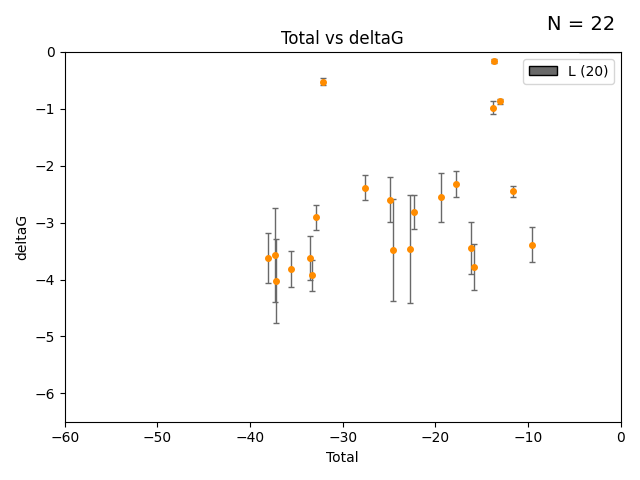 N = 22
Total vs deltaG
L (20)
deltaG
0
−1
−2
−3
−4
−5
−6
−60 −50 −40 −30 −20 −10 0
Total